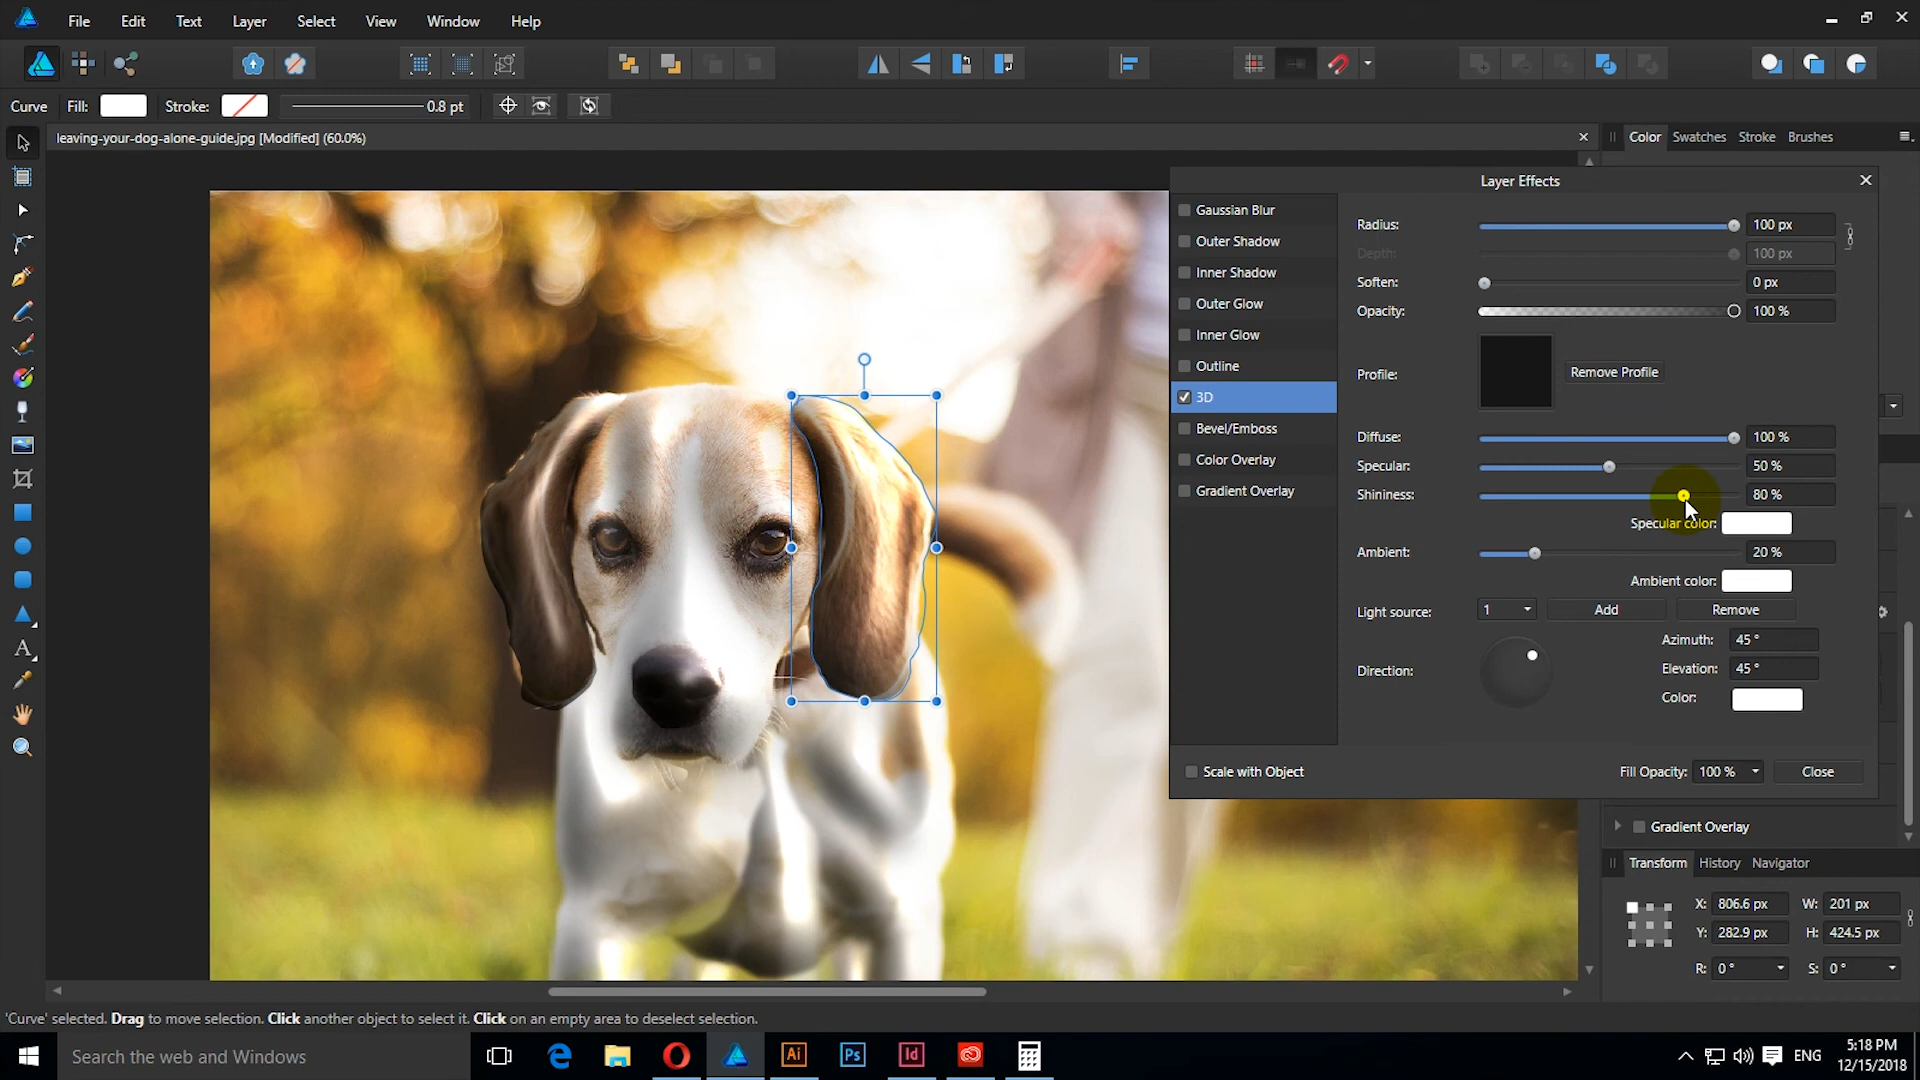 File Edit Text Layer Select View Window Help
Curve Fill: Stroke: 0.8 pt
leaving-your-dog-alone-guide.jpg [Modified] (60.0%)
Color Swatches Stroke Brushes
Layer Effects
Gaussian Blur
Outer Shadow
Inner Shadow
Outer Glow
Inner Glow
Outline
3D
Bevel/Emboss
Color Overlay
Gradient Overlay
Radius: 100 px
Depth: 100 px
Soften: 0 px
Opacity: 100 %
Profile: Remove Profile
Diffuse: 100 %
Specular: 50 %
Shininess: 80 %
Specular color:
Ambient: 20 %
Ambient color:
Light source: 1 Add Remove
Azimuth: 45 °
Elevation: 45 °
Direction:
Color:
Scale with Object
Fill Opacity: 100 % Close
Gradient Overlay
Transform History Navigator
X: 806.6 px W: 201 px
Y: 282.9 px H: 424.5 px
R: 0 ° S: 0 °
'Curve' selected. Drag to move selection. Click another object to select it. Click on an empty area to deselect selection.
Search the web and Windows
Ai
Ps
Id
ENG
5:18 PM
12/15/2018